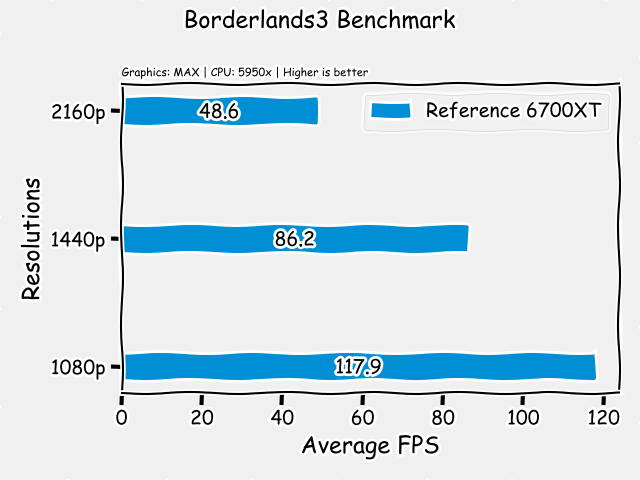 Borderlands3 Benchmark
Graphics: MAX | CPU: 5950x | Higher is better
Reference 6700XT
Resolutions
2160p
48.6
1440p
86.2
1080p
117.9
0 20 40 60 80 100 120
Average FPS